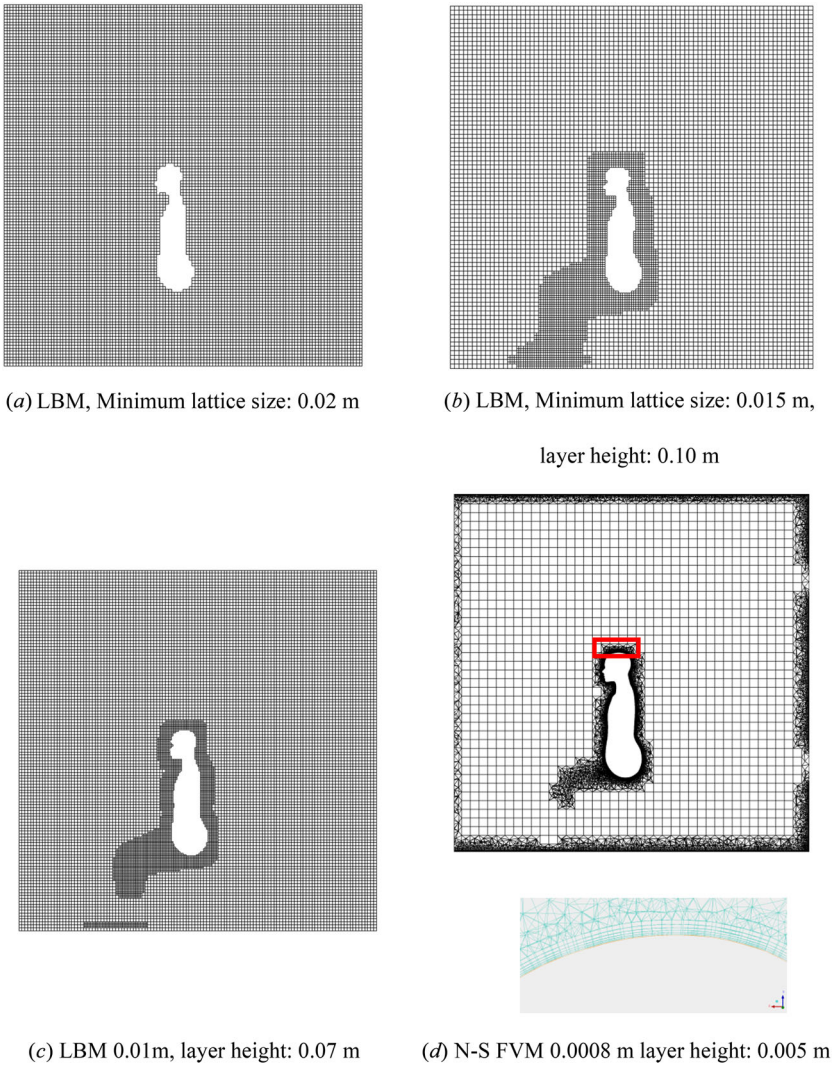 (a) LBM, Minimum lattice size: 0.02 m
(b) LBM, Minimum lattice size: 0.015 m,
layer height: 0.10 m
(c) LBM 0.01m, layer height: 0.07 m
(d) N-S FVM 0.0008 m layer height: 0.005 m